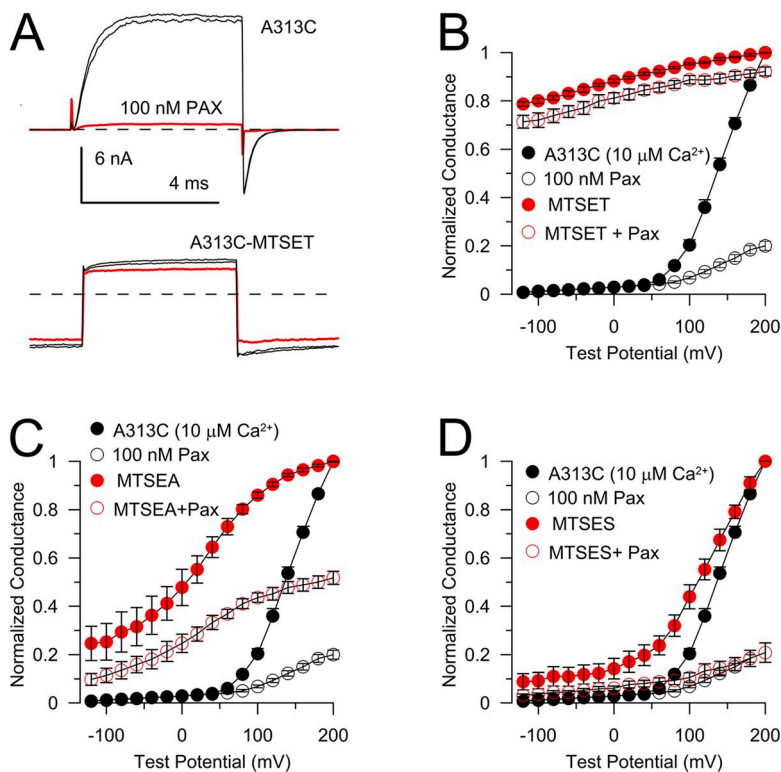 A
A313C
100 nM PAX
6 nA
4 ms
A313C-MTSET
B
1
0.8
0.6
0.4
0.2
0
Normalized Conductance
A313C (10 μM Ca²⁺)
100 nM Pax
MTSET
MTSET + Pax
-100
0
100
200
Test Potential (mV)
C
A313C (10 μM Ca²⁺)
100 nM Pax
MTSEA
MTSEA+Pax
1
0.8
0.6
0.4
0.2
0
Normalized Conductance
-100
0
100
200
Test Potential (mV)
D
A313C (10 μM Ca²⁺)
100 nM Pax
MTSES
MTSES+ Pax
1
0.8
0.6
0.4
0.2
0
Normalized Conductance
-100
0
100
200
Test Potential (mV)